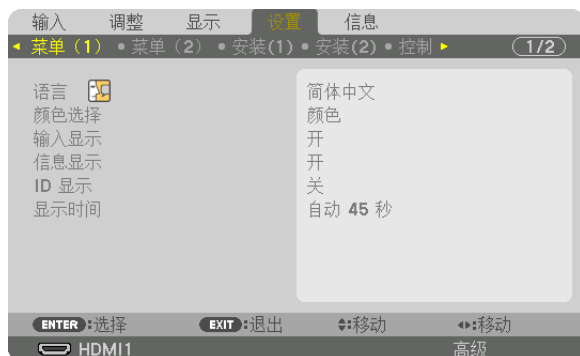 输入 调整 显示 设置 信息
菜单（1） 菜单（2） 安装(1) 安装(2) 控制 1/2
语言 简体中文
颜色选择 颜色
输入显示 开
信息显示 开
ID 显示 关
显示时间 自动 45 秒
ENTER:选择 EXIT:退出 :移动 :移动
HDMI1 高级